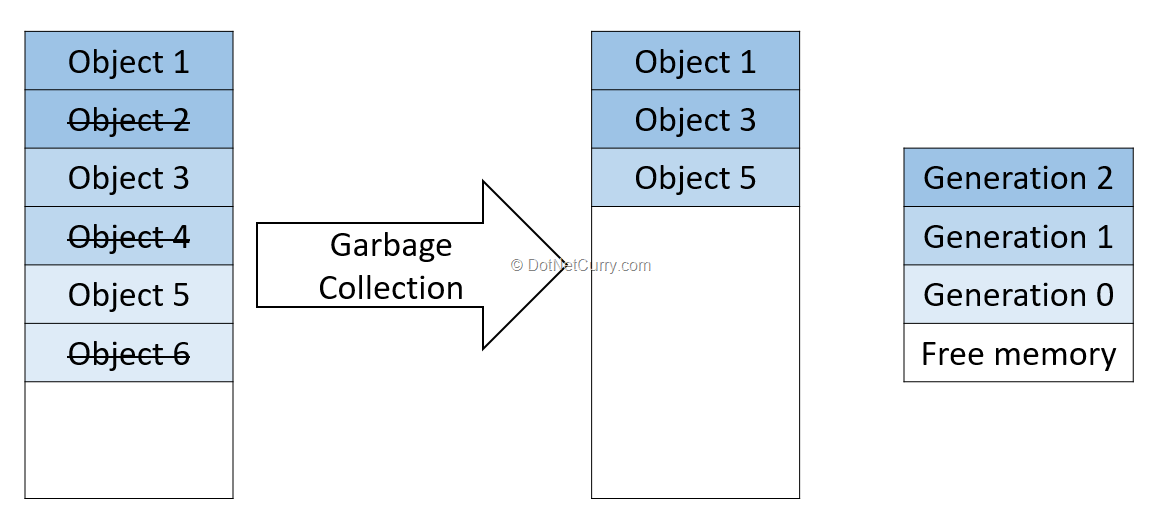 Object 1
Object 2
Object 3
Object 4
Object 5
Object 6
Garbage
Collection
© DotNetCurry.com
Object 1
Object 3
Object 5
Generation 2
Generation 1
Generation 0
Free memory